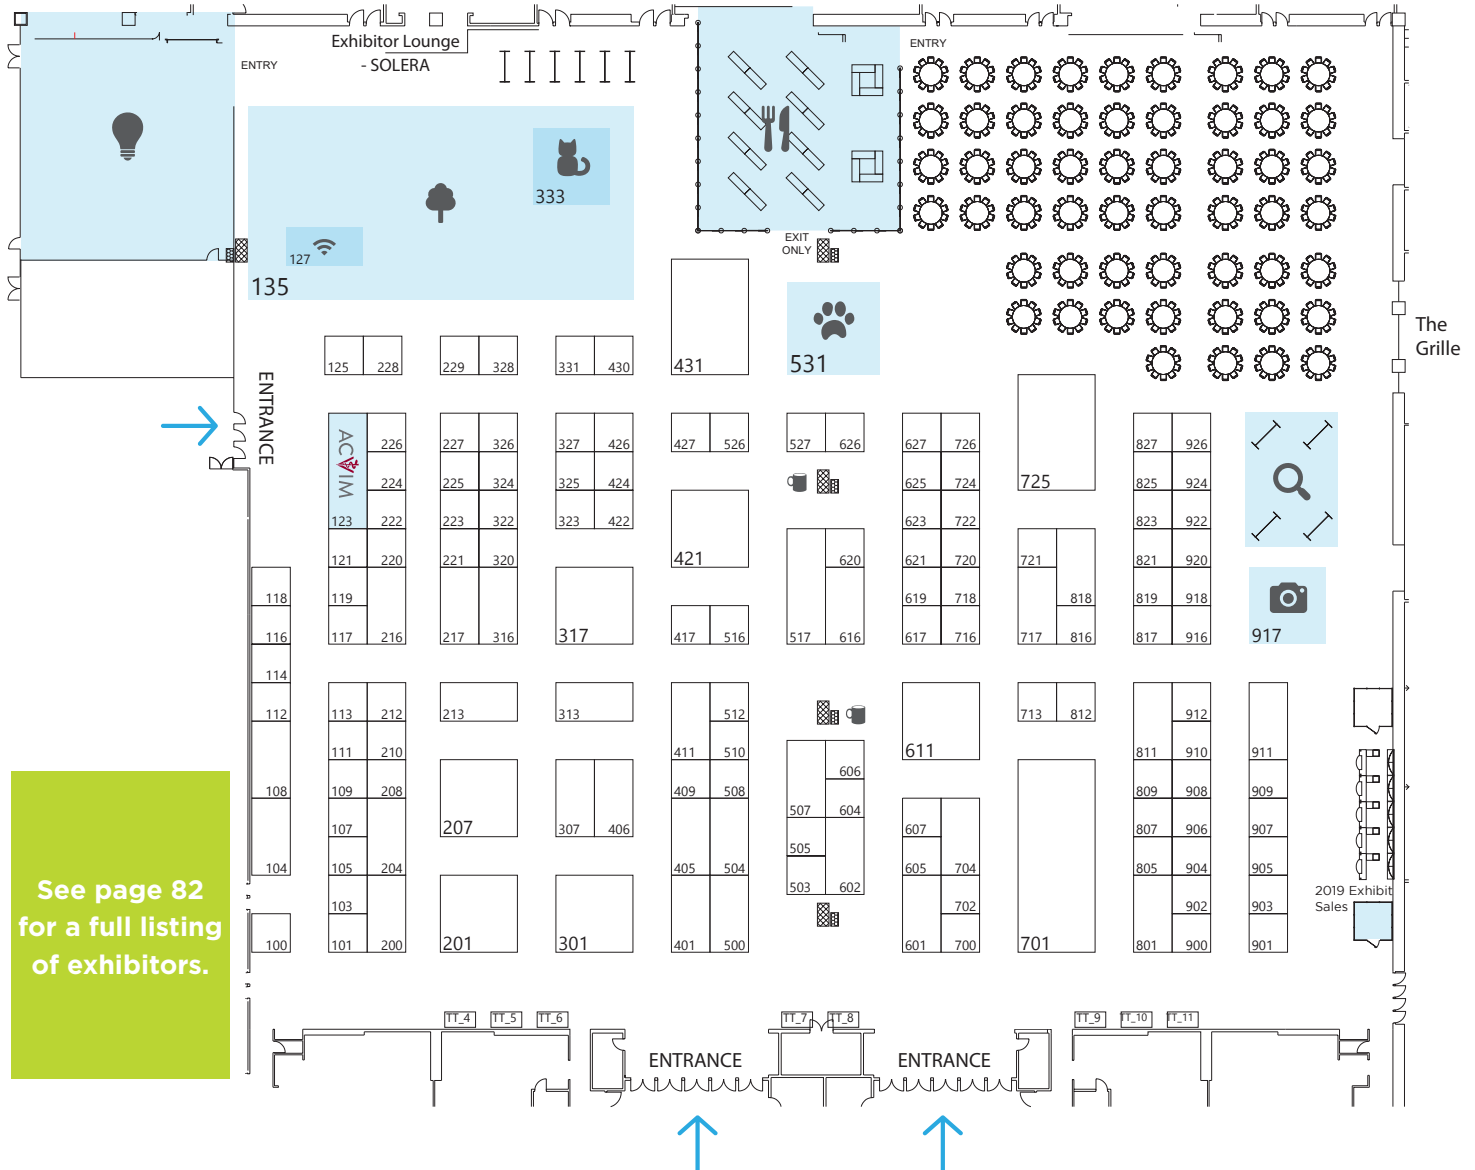 Exhibitor Lounge
- SOLERA
ENTRY
ENTRY
333
127
135
EXIT
ONLY
The
Grille
431
531
125 228 229 328 331 430
ENTRANCE
ACVIM
226 227 326 327 426 427 526 527 626 627 726 827 926
224 225 324 325 424 625 724 725 825 924
123 222 223 322 323 422 623 722 823 922
121 220 221 320 421 620 621 720 721 821 920
118 119 619 718 818 819 918
116 117 216 217 316 317 417 516 517 616 617 716 717 816 817 916 917
114
112 113 212 213 313 512 713 812 912
111 210 411 510 611 811 910 911
108 109 208 409 508 606 809 908 909
107 207 307 406 507 604 607 807 906 907
505
104 105 204 405 504 605 704 805 904 905
503 602
103 702 902 903
100 101 200 201 301 401 500 601 700 701 801 900 901
2019 Exhibit
Sales
See page 82
for a full listing
of exhibitors.
TT_4 TT_5 TT_6 TT_7 TT_8 TT_9 TT_10 TT_11
ENTRANCE ENTRANCE